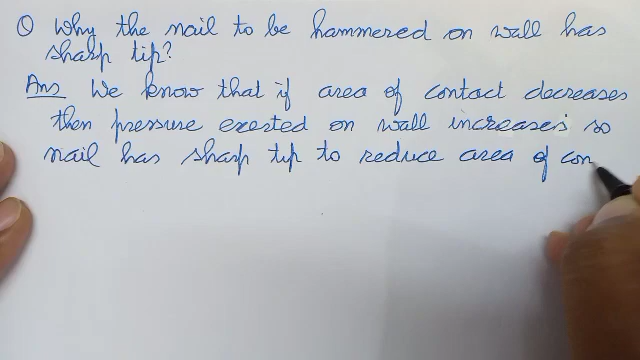 Q Why the nail to be hammered on wall has
sharp tip?
Ans We know that if area of contact decreases
then pressure exerted on wall increases so
nail has sharp tip to reduce area of con